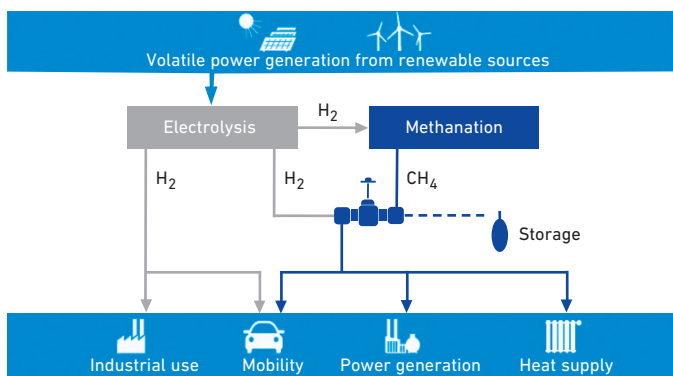 Volatile power generation from renewable sources
Electrolysis
H₂
Methanation
H₂
H₂
CH₄
Storage
Industrial use
Mobility
Power generation
Heat supply